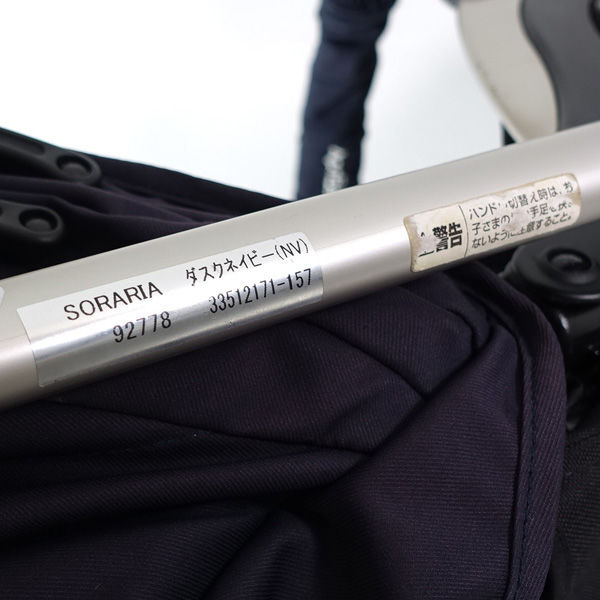 SORARIA ダスクネイビー(NV)
92778 33512171-157
警告
ハンドル切替え時は、お
子さまの 手足を
ないように注意すること。